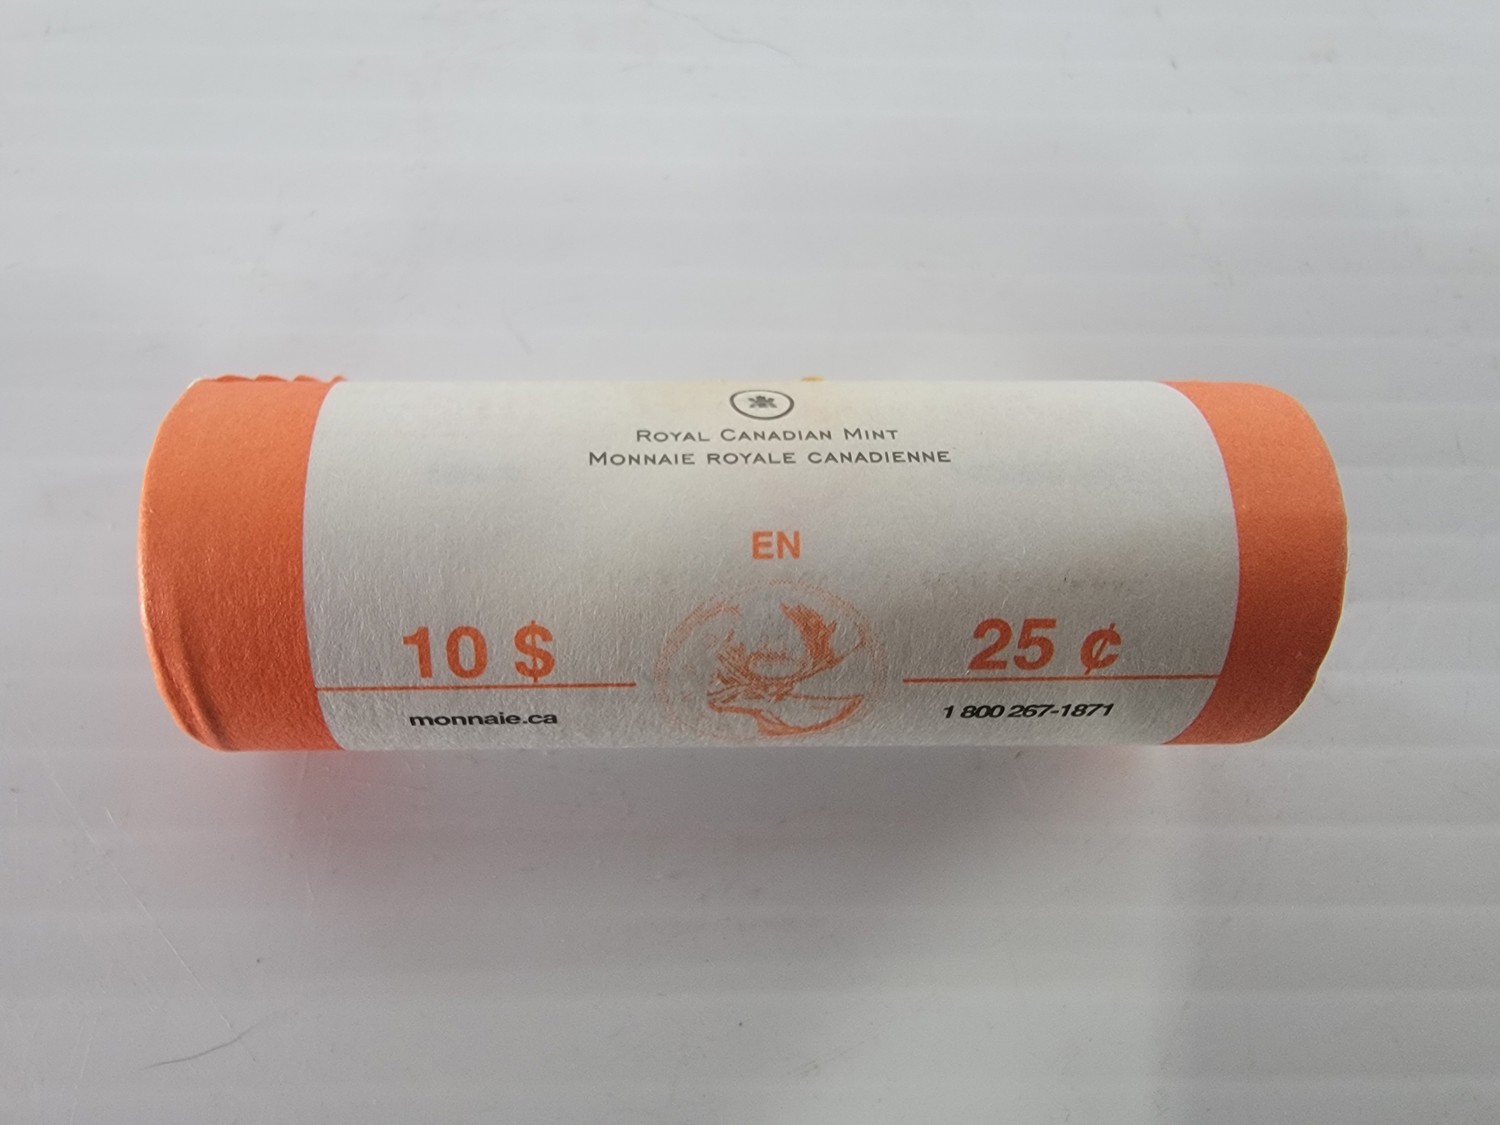 ROYAL CANADIAN MINT
MONNAIE ROYALE CANADIENNE
EN
10 $
25 ¢
monnaie.ca
1 800 267-1871